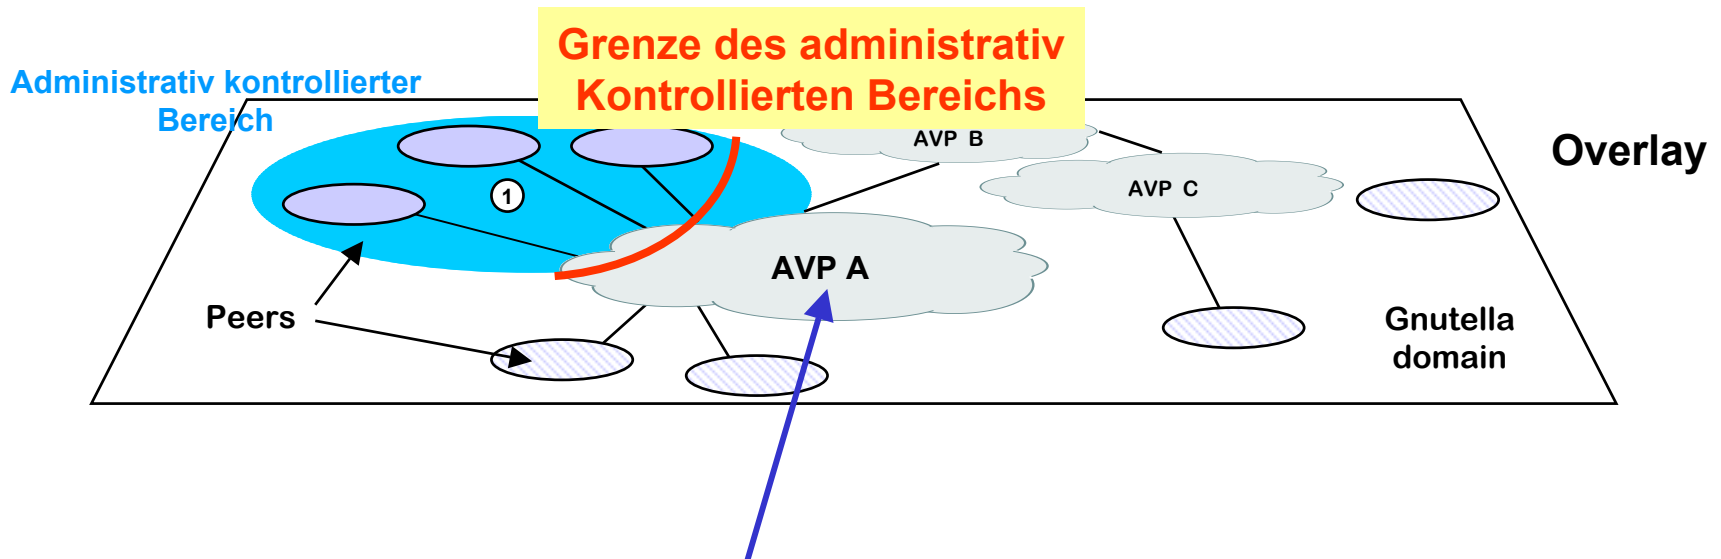 Grenze des administrativ
Kontrollierten Bereichs
Administrativ kontrollierter
Bereich
AVP B
Overlay
AVP C
1
AVP A
Peers
Gnutella
domain